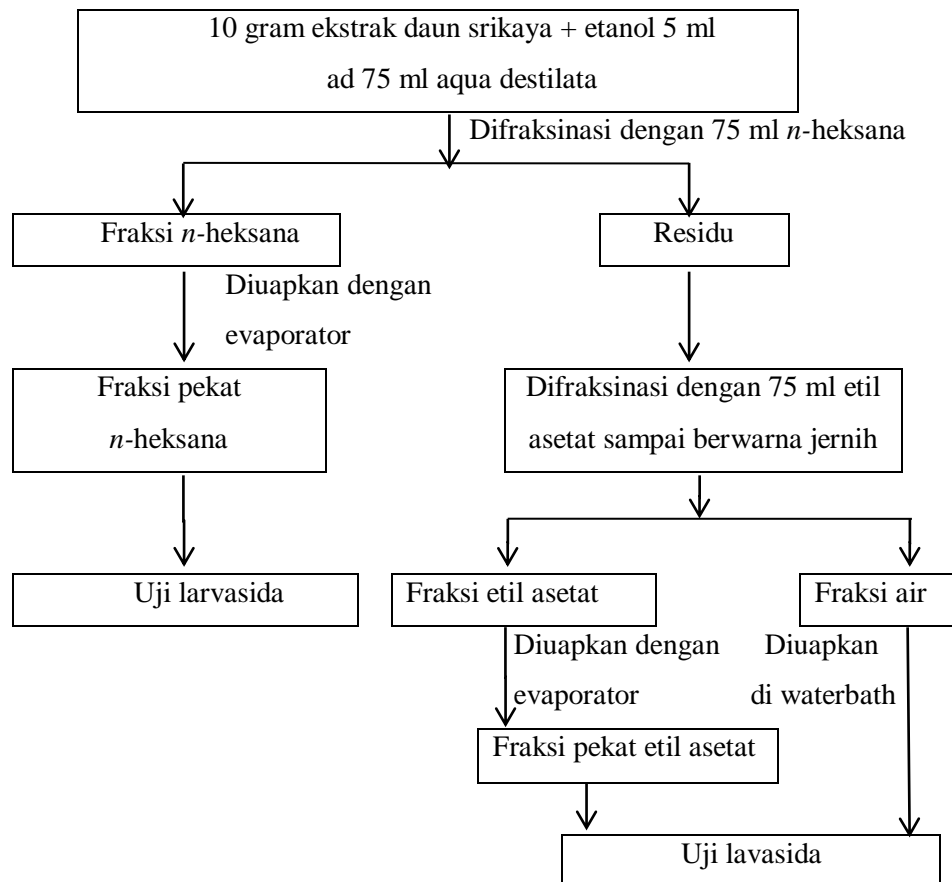 10 gram ekstrak daun srikaya + etanol 5 ml
ad 75 ml aqua destilata
Difraksinasi dengan 75 ml n-heksana
Fraksi n-heksana
Residu
Diuapkan dengan
evaporator
Fraksi pekat
n-heksana
Difraksinasi dengan 75 ml etil
asetat sampai berwarna jernih
Uji larvasida
Fraksi etil asetat
Fraksi air
Diuapkan dengan
evaporator
Diuapkan
di waterbath
Fraksi pekat etil asetat
Uji lavasida